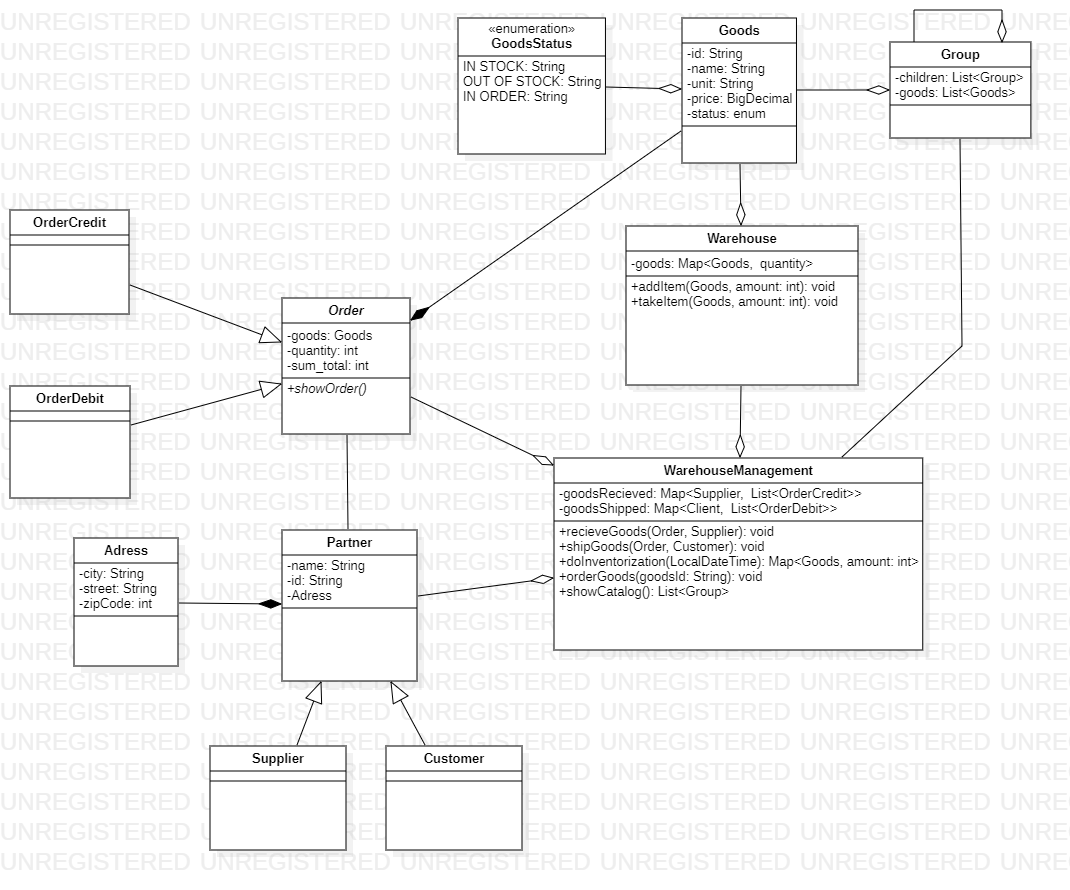 «enumeration»
GoodsStatus
IN STOCK: String
OUT OF STOCK: String
IN ORDER: String
Goods
-id: String
-name: String
-unit: String
-price: BigDecimal
-status: enum
Group
-children: List<Group>
-goods: List<Goods>
OrderCredit
Warehouse
-goods: Map<Goods,  quantity>
+addItem(Goods, amount: int): void
+takeItem(Goods, amount: int): void
Order
-goods: Goods
-quantity: int
-sum_total: int
+showOrder()
OrderDebit
WarehouseManagement
-goodsRecieved: Map<Supplier,  List<OrderCredit>>
-goodsShipped: Map<Client,  List<OrderDebit>>
+recieveGoods(Order, Supplier): void
+shipGoods(Order, Customer): void
+doInventorization(LocalDateTime): Map<Goods, amount: int>
+orderGoods(goodsId: String): void
+showCatalog(): List<Group>
Adress
-city: String
-street: String
-zipCode: int
Partner
-name: String
-id: String
-Adress
Supplier
Customer
UNREGISTERED